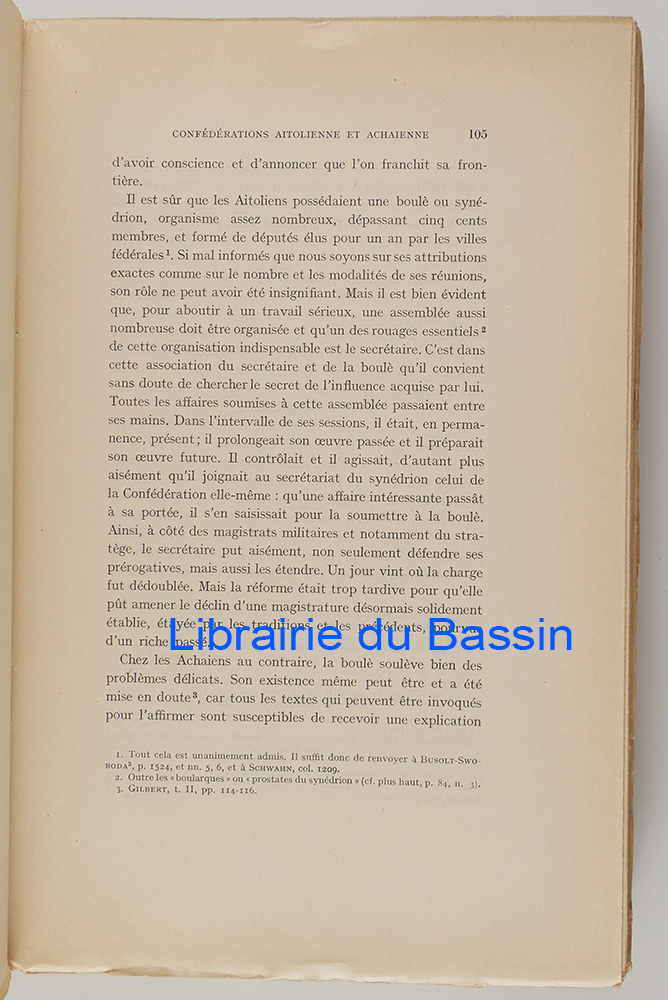 CONFÉDÉRATIONS AITOLIENNE ET ACHAIENNE 105
d'avoir conscience et d'annoncer que l'on franchit sa fron-
tière.
Il est sûr que les Aitoliens possédaient une boulè ou syné-
drion, organisme assez nombreux, dépassant cinq cents
membres, et formé de députés élus pour un an par les villes
fédérales¹. Si mal informés que nous soyons sur ses attributions
exactes comme sur le nombre et les modalités de ses réunions,
son rôle ne peut avoir été insignifiant. Mais il est bien évident
que, pour aboutir à un travail sérieux, une assemblée aussi
nombreuse doit être organisée et qu'un des rouages essentiels²
de cette organisation indispensable est le secrétaire. C'est dans
cette association du secrétaire et de la boulè qu'il convient
sans doute de chercher le secret de l'influence acquise par lui.
Toutes les affaires soumises à cette assemblée passaient entre
ses mains. Dans l'intervalle de ses sessions, il était, en perma-
nence, présent ; il prolongeait son œuvre passée et il préparait
son œuvre future. Il contrôlait et il agissait, d'autant plus
aisément qu'il joignait au secrétariat du synédrion celui de
la Confédération elle-même : qu'une affaire intéressante passât
à sa portée, il s'en saisissait pour la soumettre à la boulè.
Ainsi, à côté des magistrats militaires et notamment du stra-
tège, le secrétaire put aisément, non seulement défendre ses
prérogatives, mais aussi les étendre. Un jour vint où la charge
fut dédoublée. Mais la réforme était trop tardive pour qu'elle
pût amener le déclin d'une magistrature désormais solidement
établie, étayée par les traditions et les précédents, pourvue
d'un riche passé.
Librairie du Bassin
Chez les Achaiens au contraire, la boulè soulève bien des
problèmes délicats. Son existence même peut être et a été
mise en doute³, car tous les textes qui peuvent être invoqués
pour l'affirmer sont susceptibles de recevoir une explication
1. Tout cela est unanimement admis. Il suffit donc de renvoyer à BUSOLT-SWO-
BODA³, p. 1524, et nn. 5, 6, et à SCHWAHN, col. 1209.
2. Outre les « boularques » ou « prostates du synédrion » (cf. plus haut, p. 84, n. 3).
3. GILBERT, t. II, pp. 114-116.